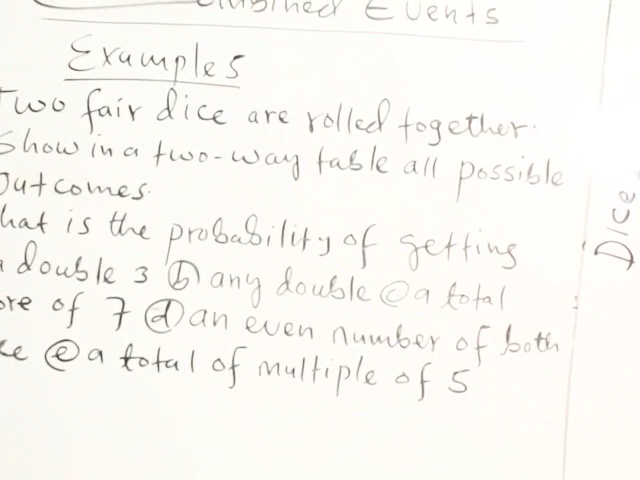 Combined Events
Examples
Two fair dice are rolled together.
Show in a two-way table all possible
Outcomes.
hat is the probability of getting
a double 3 (b) any double (c) a total
ore of 7 (d) an even number of both
ce (e) a total of multiple of 5
Dice